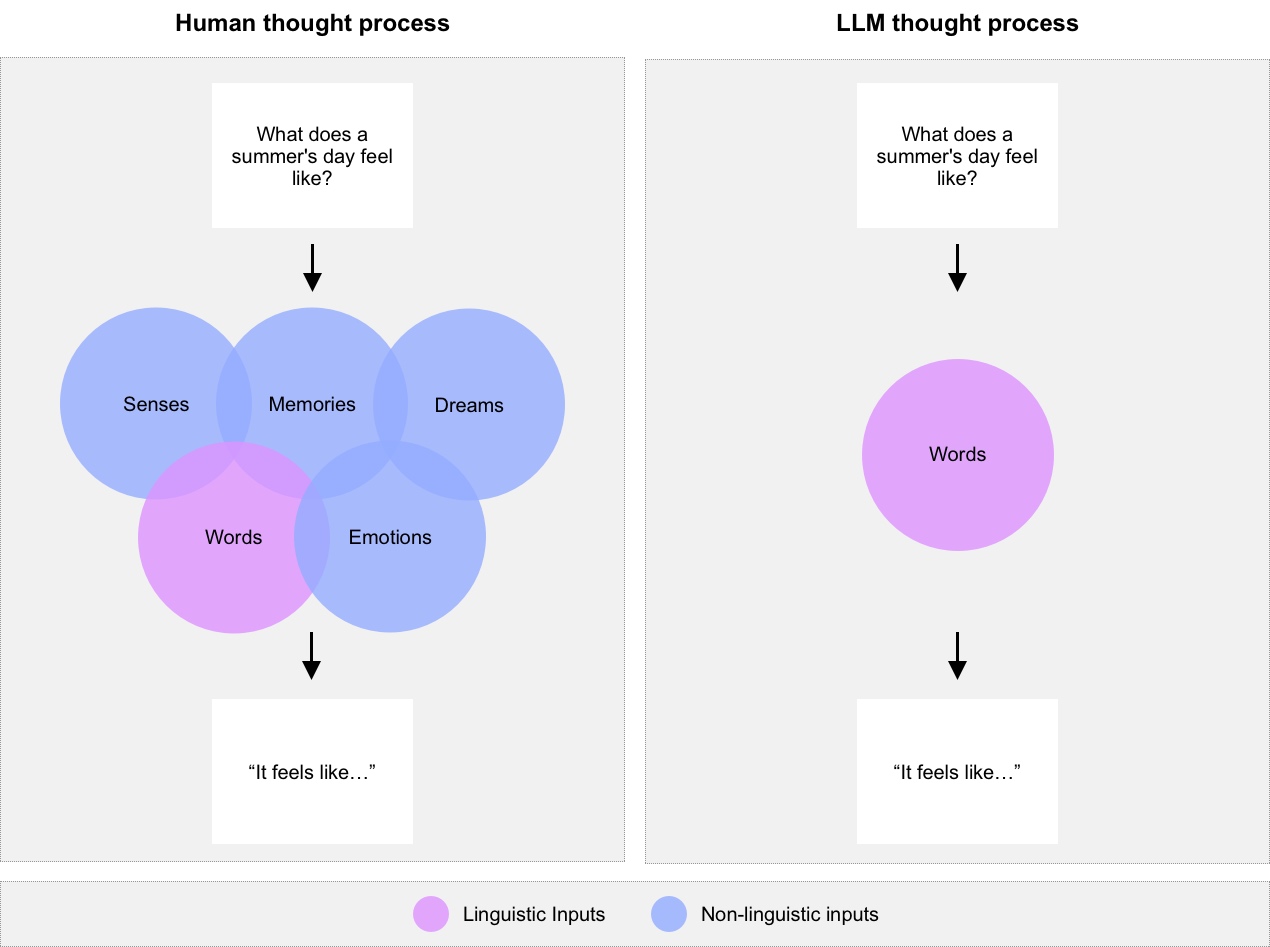 Human thought process
LLM thought process
What does a
summer's day feel
like?
What does a
summer's day feel
like?
Senses
Memories
Dreams
Words
Words
Emotions
“It feels like…”
“It feels like…”
Linguistic Inputs
Non-linguistic inputs